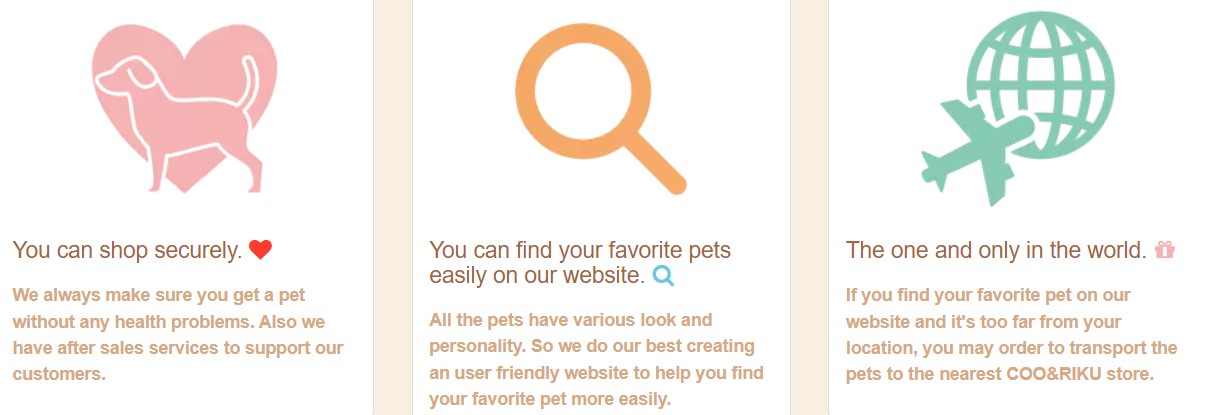 You can shop securely.
We always make sure you get a pet
without any health problems. Also we
have after sales services to support our
customers.
You can find your favorite pets
easily on our website.
All the pets have various look and
personality. So we do our best creating
an user friendly website to help you find
your favorite pet more easily.
The one and only in the world.
If you find your favorite pet on our
website and it's too far from your
location, you may order to transport the
pets to the nearest COO&RIKU store.